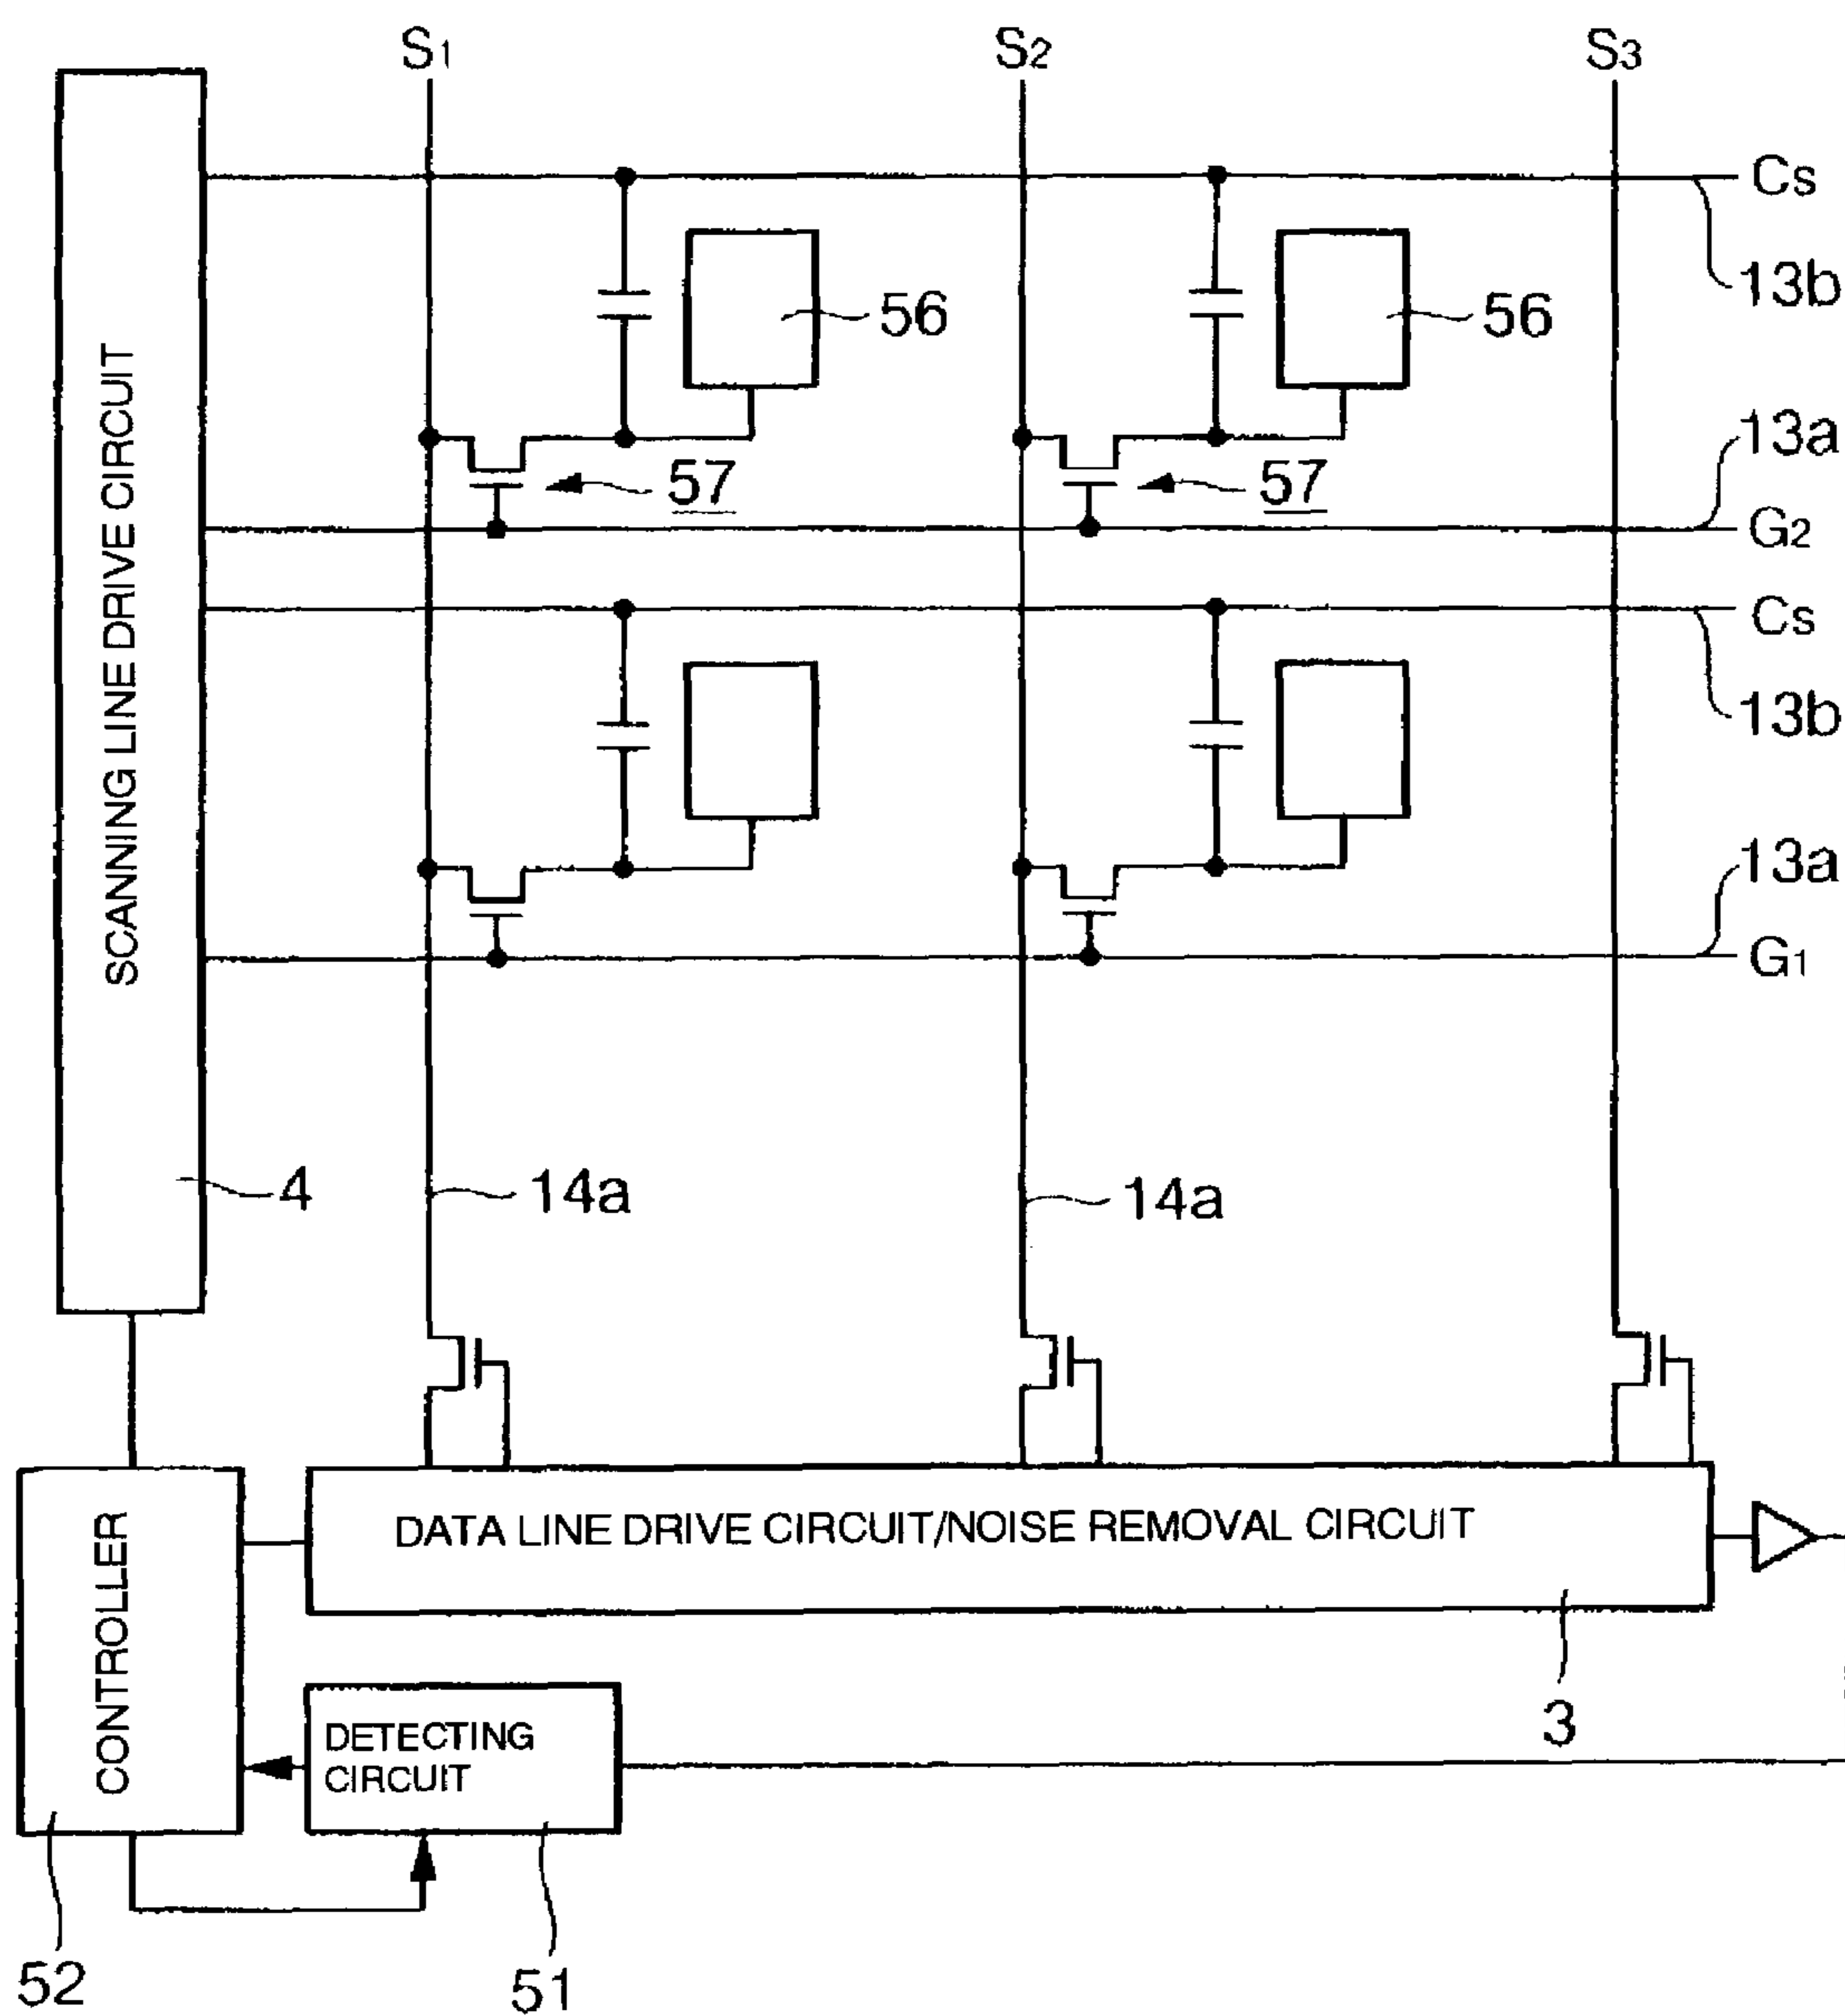 S1
S2
S3
Cs
13b
56
56
13a
57
57
G2
Cs
13b
13a
G1
SCANNING LINE DRIVE CIRCUIT
4
14a
14a
DATA LINE DRIVE CIRCUIT/NOISE REMOVAL CIRCUIT
CONTROLLER
3
DETECTING
CIRCUIT
52
51